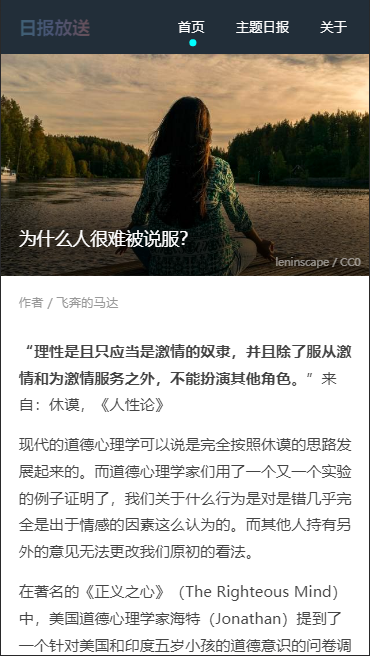 日报放送
首页 主题日报 关于
为什么人很难被说服？
leninscape / CC0
作者 / 飞奔的马达
“理性是且只应当是激情的奴隶，并且除了服从激
情和为激情服务之外，不能扮演其他角色。”来
自：休谟，《人性论》
现代的道德心理学可以说是完全按照休谟的思路发
展起来的。而道德心理学家们用了一个又一个实验
的例子证明了，我们关于什么行为是对是错几乎完
全是出于情感的因素这么认为的。而其他人持有另
外的意见无法更改我们原初的看法。
在著名的《正义之心》（The Righteous Mind）
中，美国道德心理学家海特（Jonathan）提到了
一个针对美国和印度五岁小孩的道德意识的问卷调